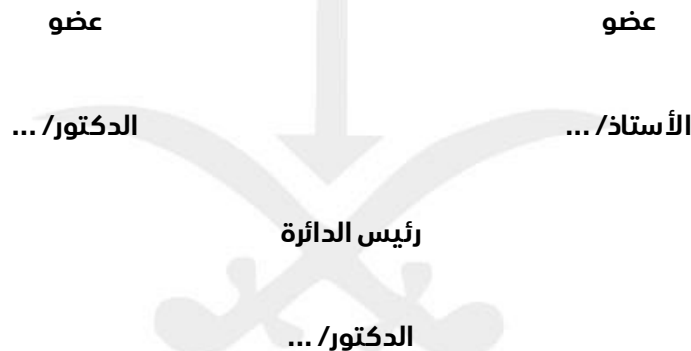 عضو عضو
الأستاذ/ ... الدكتور/ ...
رئيس الدائرة
الدكتور/ ...